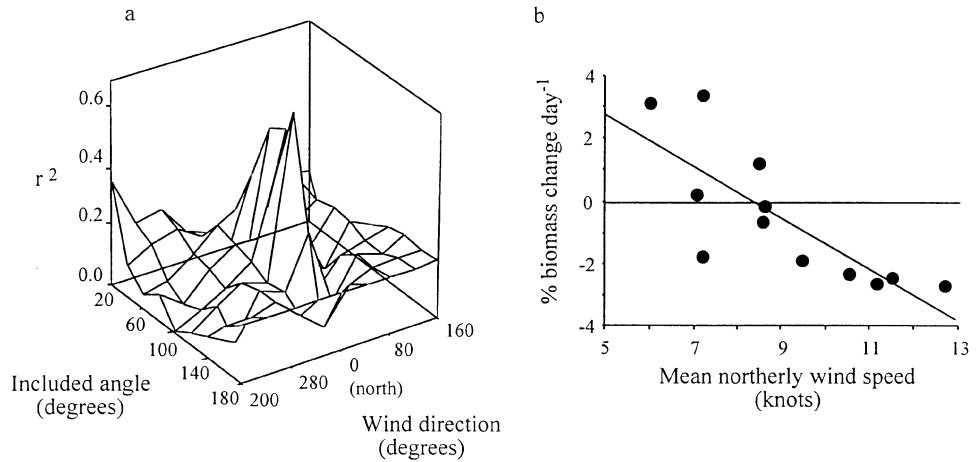 a
0.6
0.4
r 2
0.2
0.0
20
60
100
140
180
200
280
0
(north)
80
160
Included angle
(degrees)
Wind direction
(degrees)
b
% biomass change day-1
4
2
0
-2
-4
5
7
9
11
13
Mean northerly wind speed
(knots)